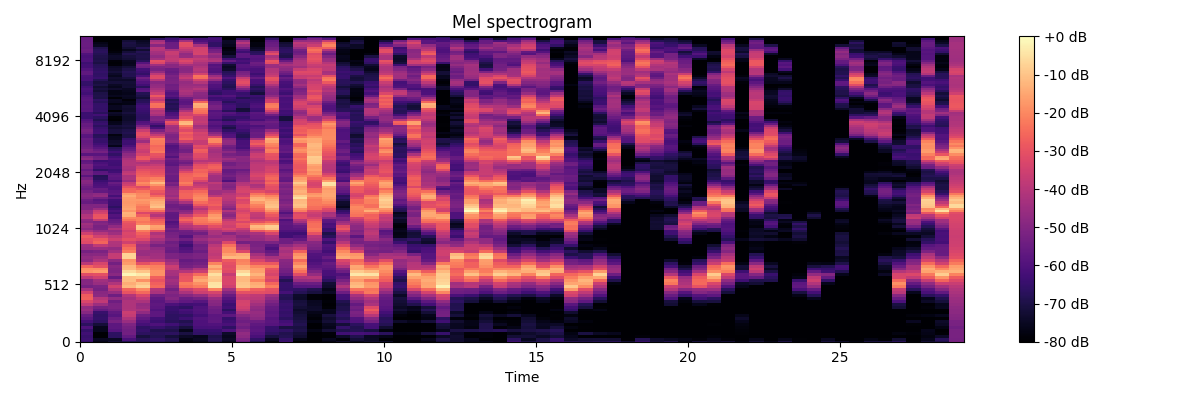 Mel spectrogram
Hz
8192
4096
2048
1024
512
0
0 5 10 15 20 25
Time
+0 dB
-10 dB
-20 dB
-30 dB
-40 dB
-50 dB
-60 dB
-70 dB
-80 dB